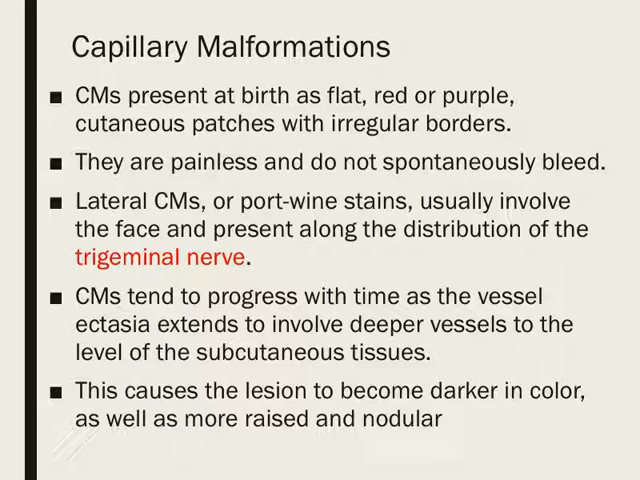 Capillary Malformations
■ CMs present at birth as flat, red or purple,
cutaneous patches with irregular borders.
■ They are painless and do not spontaneously bleed.
■ Lateral CMs, or port-wine stains, usually involve
the face and present along the distribution of the
trigeminal nerve.
■ CMs tend to progress with time as the vessel
ectasia extends to involve deeper vessels to the
level of the subcutaneous tissues.
■ This causes the lesion to become darker in color,
as well as more raised and nodular